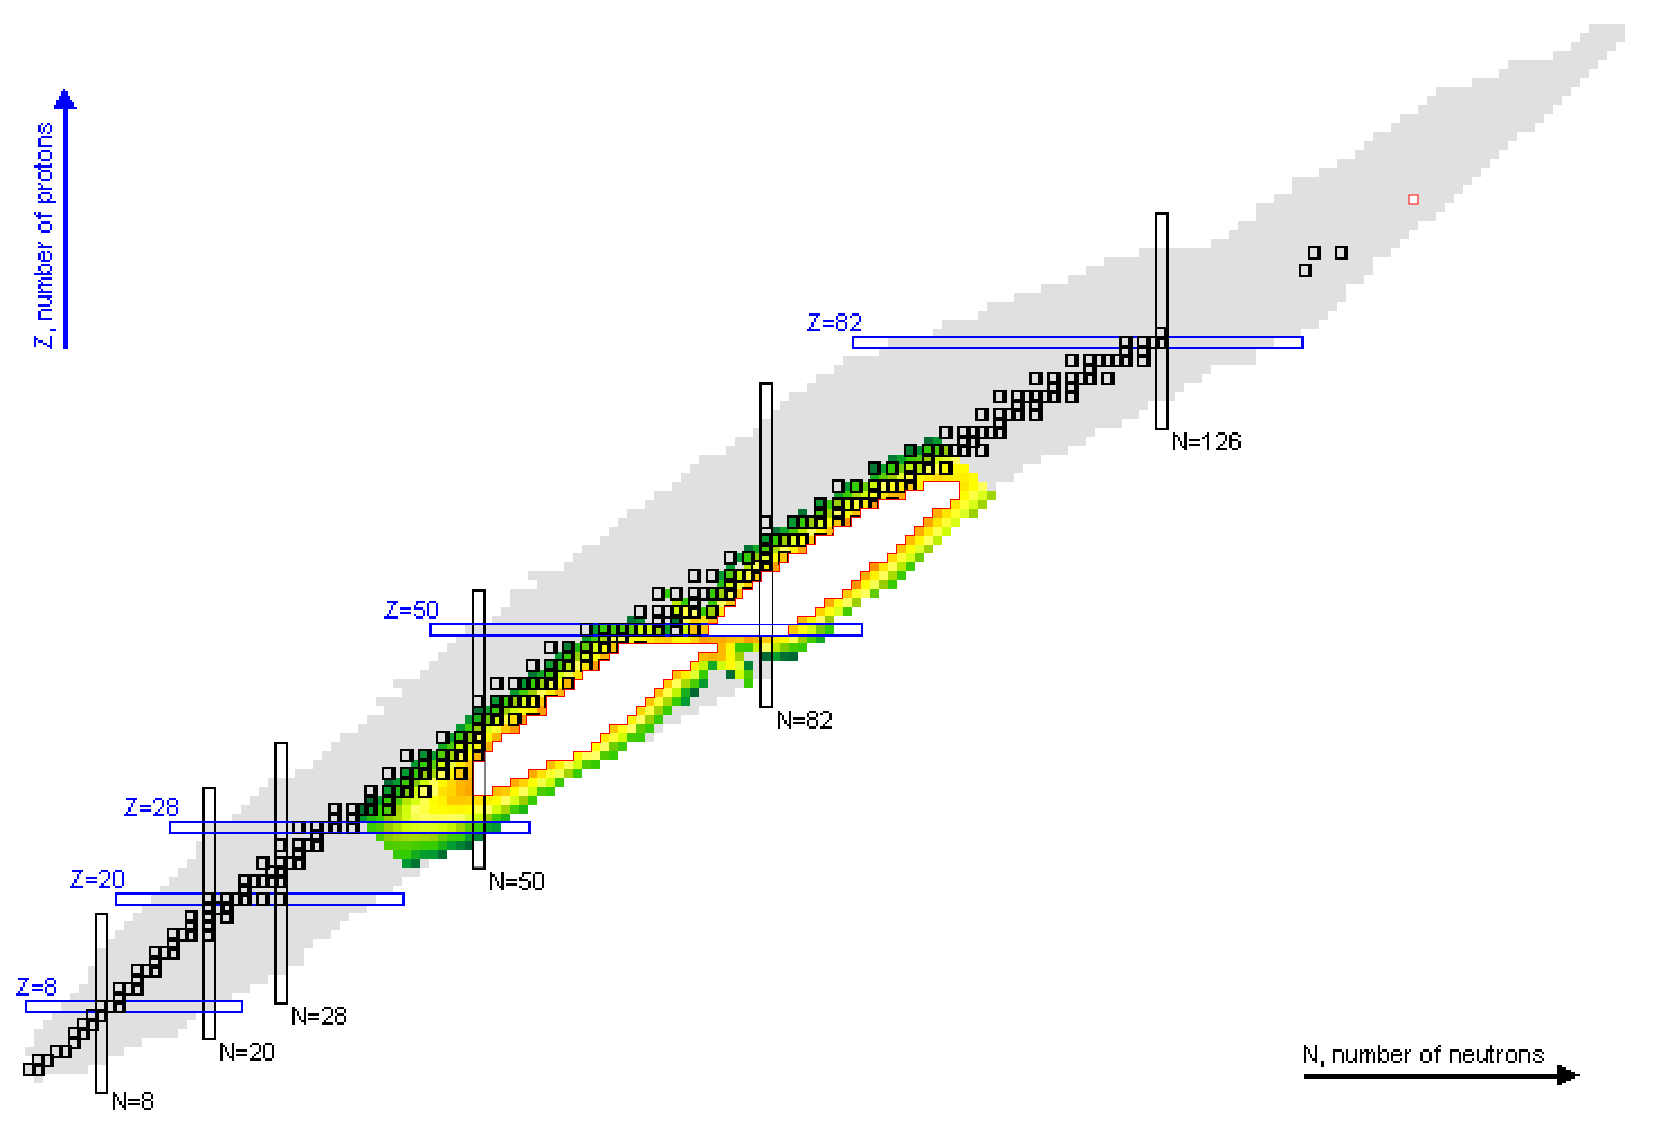 Z, number of protons
Z=82
N=126
Z=50
N=82
Z=28
N=50
Z=20
Z=8
N=28
N=20
N=8
N, number of neutrons